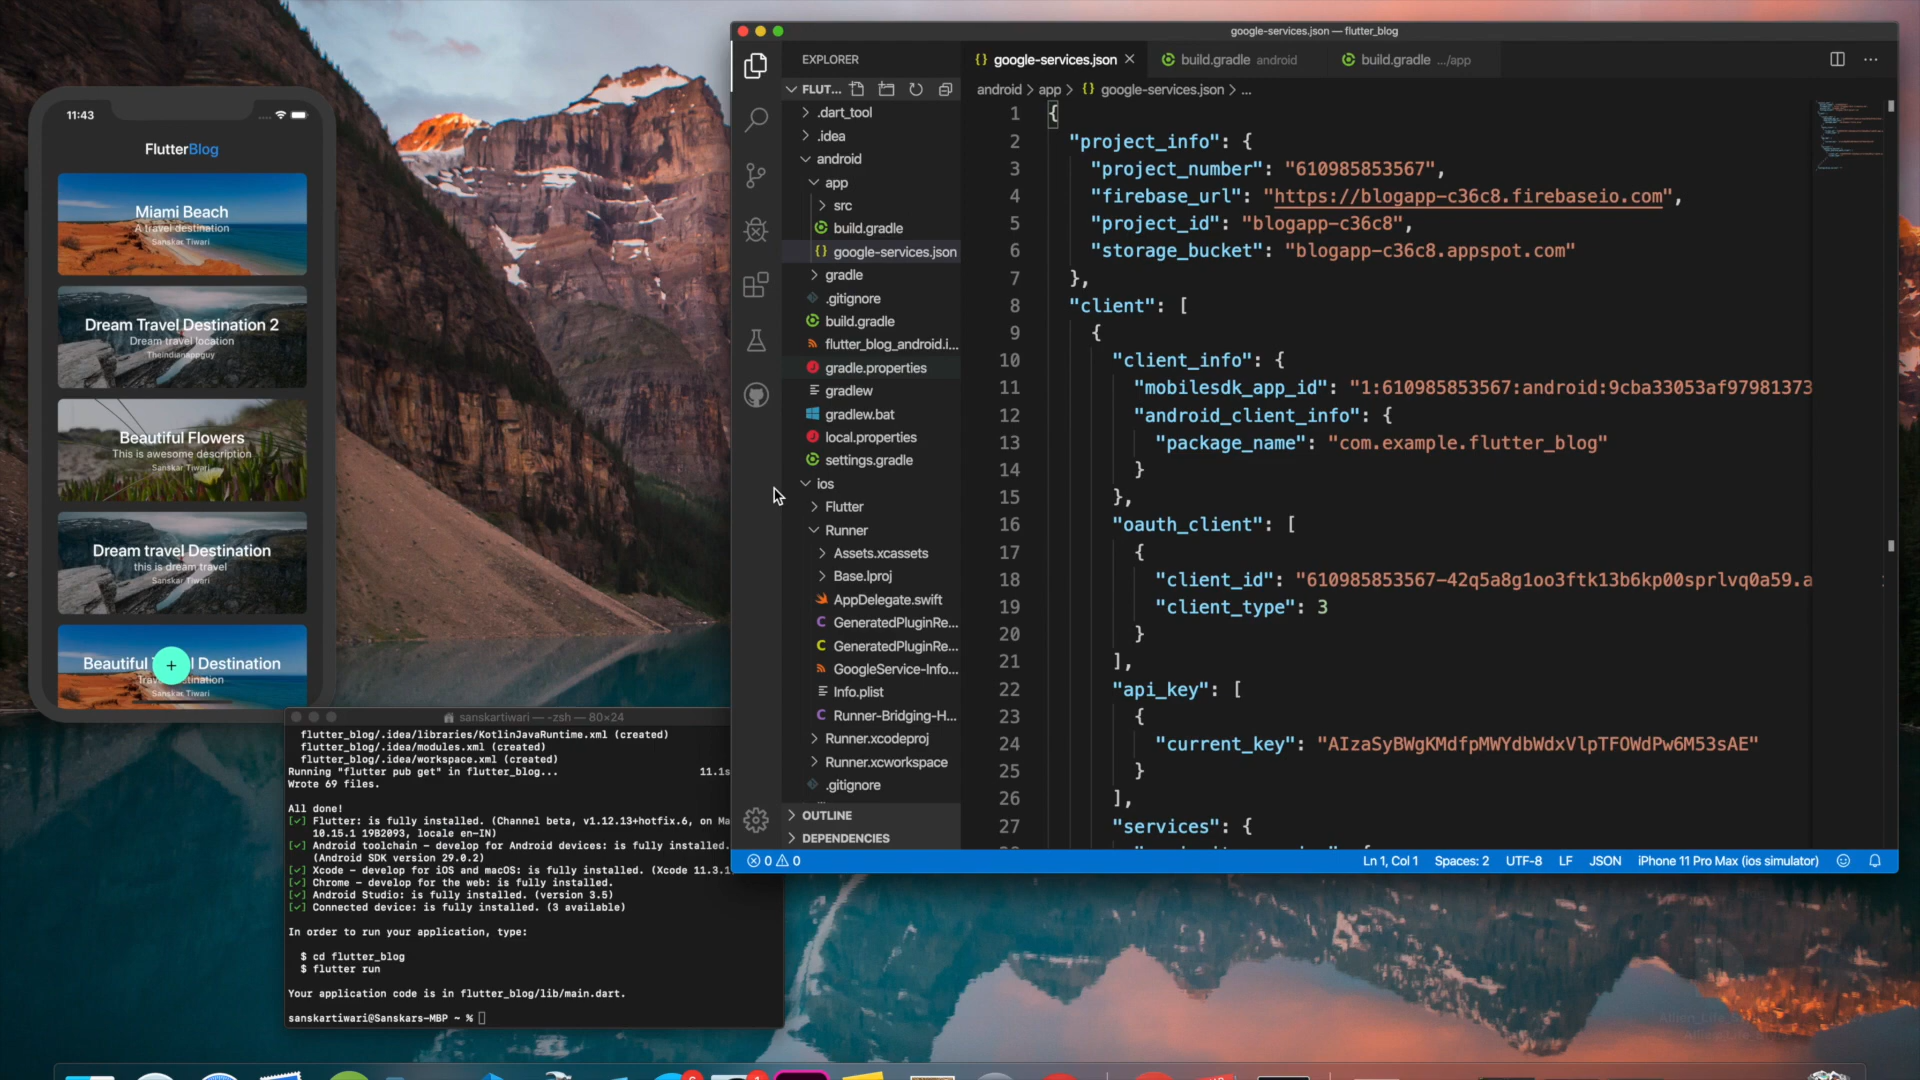 google-services.json — flutter_blog
EXPLORER
google-services.json
build.gradle android
build.gradle .../app
FLUT...
android > app > {} google-services.json > ...
.dart_tool
.idea
android
app
src
build.gradle
{} google-services.json
gradle
.gitignore
build.gradle
flutter_blog_android.i...
gradle.properties
gradlew
gradlew.bat
local.properties
settings.gradle
ios
Flutter
Runner
Assets.xcassets
Base.lproj
AppDelegate.swift
GeneratedPluginRe...
GeneratedPluginRe...
GoogleService-Info...
Info.plist
Runner-Bridging-H...
Runner.xcodeproj
Runner.xcworkspace
.gitignore
OUTLINE
DEPENDENCIES
1 {
2 "project_info": {
3 "project_number": "610985853567",
4 "firebase_url": "https://blogapp-c36c8.firebaseio.com",
5 "project_id": "blogapp-c36c8",
6 "storage_bucket": "blogapp-c36c8.appspot.com"
7 },
8 "client": [
9 {
10 "client_info": {
11 "mobilesdk_app_id": "1:610985853567:android:9cba33053af97981373
12 "android_client_info": {
13 "package_name": "com.example.flutter_blog"
14 }
15 },
16 "oauth_client": [
17 {
18 "client_id": "610985853567-42q5a8g1oo3ftk13b6kp00sprlvq0a59.a
19 "client_type": 3
20 }
21 ],
22 "api_key": [
23 {
24 "current_key": "AIzaSyBWgKMdfpMWYdbWdxVlpTFOWdPw6M53sAE"
25 }
26 ],
27 "services": {
0 0
Ln 1, Col 1 Spaces: 2 UTF-8 LF JSON iPhone 11 Pro Max (ios simulator)
11:43
FlutterBlog
Miami Beach
A travel destination
Sanskar Tiwari
Dream Travel Destination 2
Dream travel location
Theindianappguy
Beautiful Flowers
This is awesome description
Sanskar Tiwari
Dream travel Destination
this is dream travel
Sanskar Tiwari
Beautiful Destination
Sanskar Tiwari
sanskartiwari — -zsh — 80×24
flutter_blog/.idea/libraries/KotlinJavaRuntime.xml (created)
flutter_blog/.idea/modules.xml (created)
flutter_blog/.idea/workspace.xml (created)
Running "flutter pub get" in flutter_blog... 11.1s
Wrote 69 files.
All done!
[✓] Flutter: is fully installed. (Channel beta, v1.12.13+hotfix.6, on Ma
10.15.1 19B2093, locale en-IN)
[✓] Android toolchain - develop for Android devices: is fully installed.
(Android SDK version 29.0.2)
[✓] Xcode - develop for iOS and macOS: is fully installed. (Xcode 11.3.1
[✓] Chrome - develop for the web: is fully installed.
[✓] Android Studio: is fully installed. (version 3.5)
[✓] Connected device: is fully installed. (3 available)
In order to run your application, type:
$ cd flutter_blog
$ flutter run
Your application code is in flutter_blog/lib/main.dart.
sanskartiwari@Sanskars-MBP ~ %